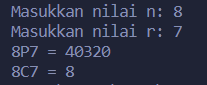 Masukkan nilai n: 8
Masukkan nilai r: 7
8P7 = 40320
8C7 = 8